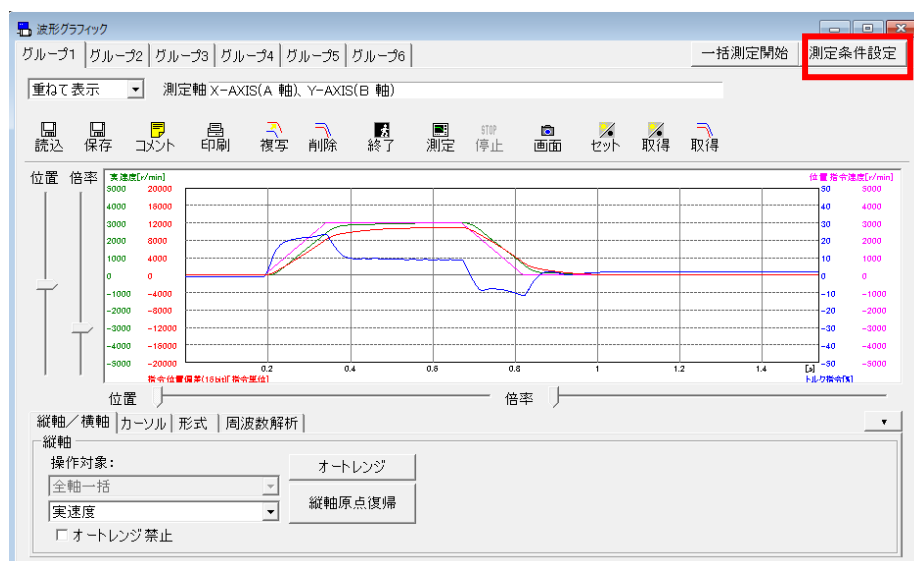 波形グラフィック
グループ1 グループ2 グループ3 グループ4 グループ5 グループ6 一括測定開始 測定条件設定
重ねて表示 測定軸 X-AXIS(A 軸)、Y-AXIS(B 軸)
STOP
読込 保存 コメント 印刷 複写 削除 終了 測定 停止 画面 セット 取得 取得
位置 倍率 実速度[r/min] 位置指令速度[r/min]
5000 20000 50 5000
4000 16000 40 4000
3000 12000 30 3000
2000 8000 20 2000
1000 4000 10 1000
0 0 0 0
-1000 -4000 -10 -1000
-2000 -8000 -20 -2000
-3000 -12000 -30 -3000
-4000 -16000 -40 -4000
-5000 -20000 0.2 0.4 0.6 0.8 1 1.2 1.4 [s] -50 -5000
指令位置偏差(18bit)[指令単位] トルク指令[%]
位置 倍率
縦軸/横軸 カーソル 形式 周波数解析
縦軸
操作対象:
全軸一括 オートレンジ
実速度 縦軸原点復帰
オートレンジ禁止